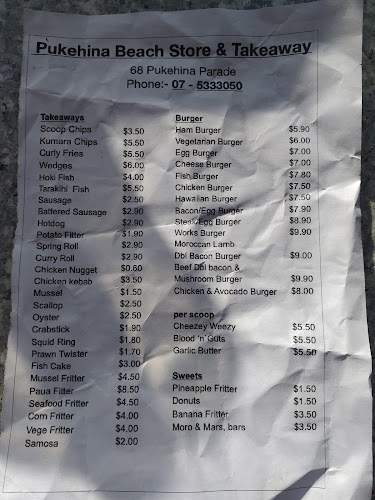 Pukehina Beach Store & Takeaway
68 Pukehina Parade
Phone:- 07 - 5333050
Takeaways
Scoop Chips $3.50
Kumara Chips $5.50
Curly Fries $5.50
Wedges $6.00
Hoki Fish $4.00
Tarakihi Fish $5.50
Sausage $2.50
Battered Sausage $2.90
Hotdog $2.90
Potato Fitter $1.90
Spring Roll $2.90
Curry Roll $2.90
Chicken Nugget $0.60
Chicken kebab $3.50
Mussel $1.50
Scallop $2.50
Oyster $2.50
Crabstick $1.90
Squid Ring $1.80
Prawn Twister $1.70
Fish Cake $3.00
Mussel Fritter $4.50
Paua Fitter $8.50
Seafood Fritter $4.50
Corn Fritter $4.00
Vege Fritter $4.00
Samosa $2.00
Burger
Ham Burger $5.90
Vegetarian Burger $6.00
Egg Burger $7.00
Cheese Burger $7.00
Fish Burger $7.80
Chicken Burger $7.50
Hawaiian Burger $7.50
Bacon/Egg Burger $7.90
Steak/Egg Burger $8.90
Works Burger $9.90
Moroccan Lamb
Dbl Bacon Burger $9.00
Beef Dbl bacon &
Mushroom Burger $9.90
Chicken & Avocado Burger $8.00
per scoop
Cheezey Weezy $5.50
Blood 'n' Guts $5.50
Garlic Butter $5.50
Sweets
Pineapple Fritter $1.50
Donuts $1.50
Banana Fritter $3.50
Moro & Mars, bars $3.50